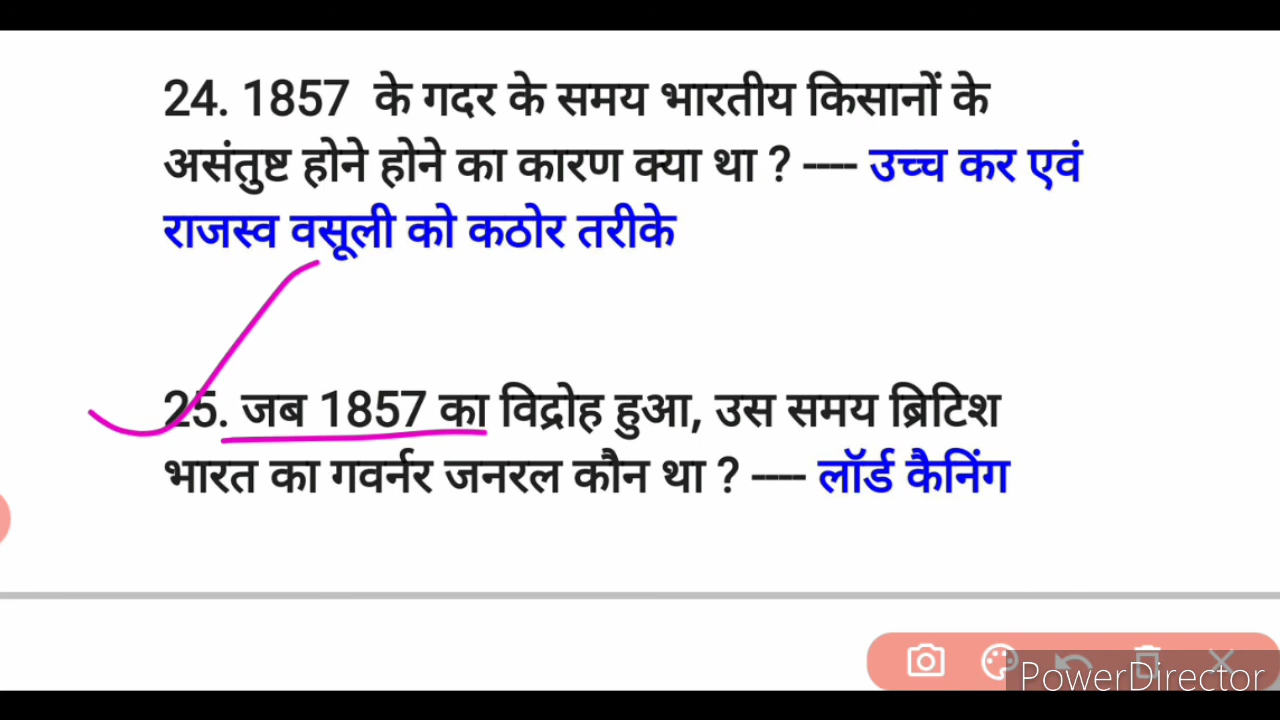 24. 1857 के गदर के समय भारतीय किसानों के
असंतुष्ट होने होने का कारण क्या था ? ---- उच्च कर एवं
राजस्व वसूली को कठोर तरीके
25. जब 1857 का विद्रोह हुआ, उस समय ब्रिटिश
भारत का गवर्नर जनरल कौन था ? ---- लॉर्ड कैनिंग
PowerDirector